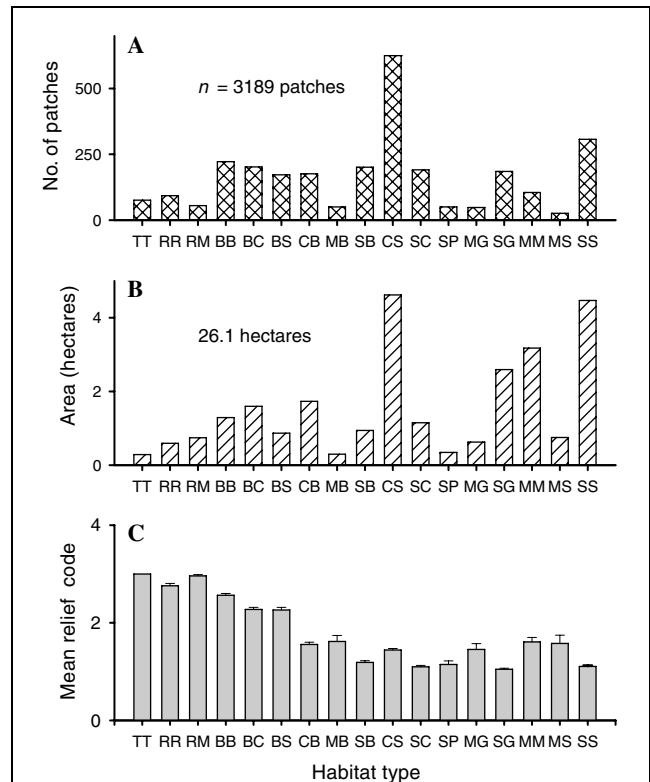 A
n = 3189 patches
No. of patches
500
250
0
TT RR RM BB BC BS CB MB SB CS SC SP MG SG MM MS SS
B
26.1 hectares
Area (hectares)
4
2
0
TT RR RM BB BC BS CB MB SB CS SC SP MG SG MM MS SS
C
Mean relief code
4
2
0
TT RR RM BB BC BS CB MB SB CS SC SP MG SG MM MS SS
Habitat type